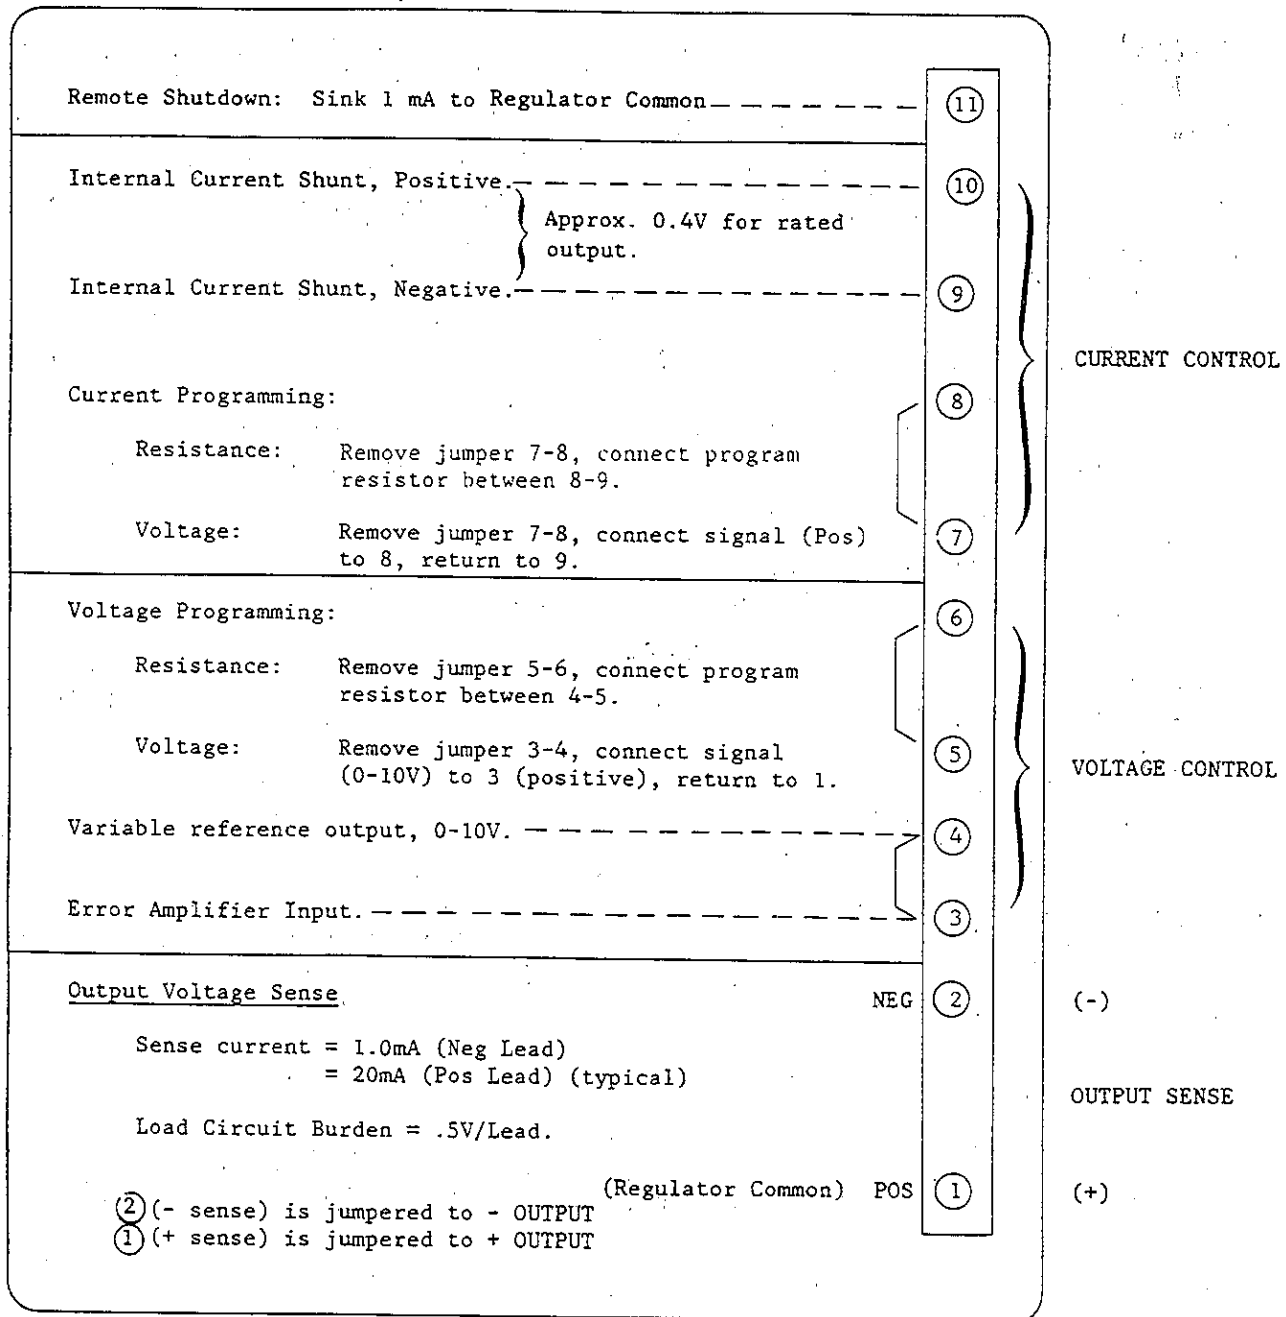 Remote Shutdown: Sink 1 mA to Regulator Common 11
Internal Current Shunt, Positive. 10
Approx. 0.4V for rated
output.
Internal Current Shunt, Negative. 9
CURRENT CONTROL
Current Programming: 8
Resistance: Remove jumper 7-8, connect program
resistor between 8-9.
Voltage: Remove jumper 7-8, connect signal (Pos) 7
to 8, return to 9.
Voltage Programming: 6
Resistance: Remove jumper 5-6, connect program
resistor between 4-5.
Voltage: Remove jumper 3-4, connect signal 5
(0-10V) to 3 (positive), return to 1.
VOLTAGE CONTROL
Variable reference output, 0-10V. 4
Error Amplifier Input. 3
Output Voltage Sense NEG 2 (-)
Sense current = 1.0mA (Neg Lead)
= 20mA (Pos Lead) (typical)
OUTPUT SENSE
Load Circuit Burden = .5V/Lead.
(Regulator Common) POS 1 (+)
2 (- sense) is jumpered to - OUTPUT
1 (+ sense) is jumpered to + OUTPUT